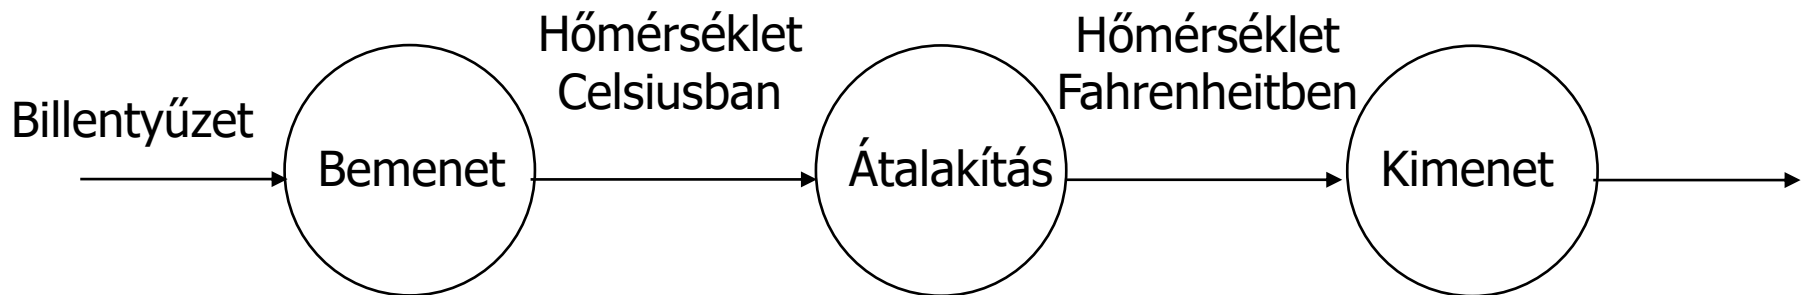 Billentyűzet
Bemenet
Hőmérséklet
Celsiusban
Átalakítás
Hőmérséklet
Fahrenheitben
Kimenet